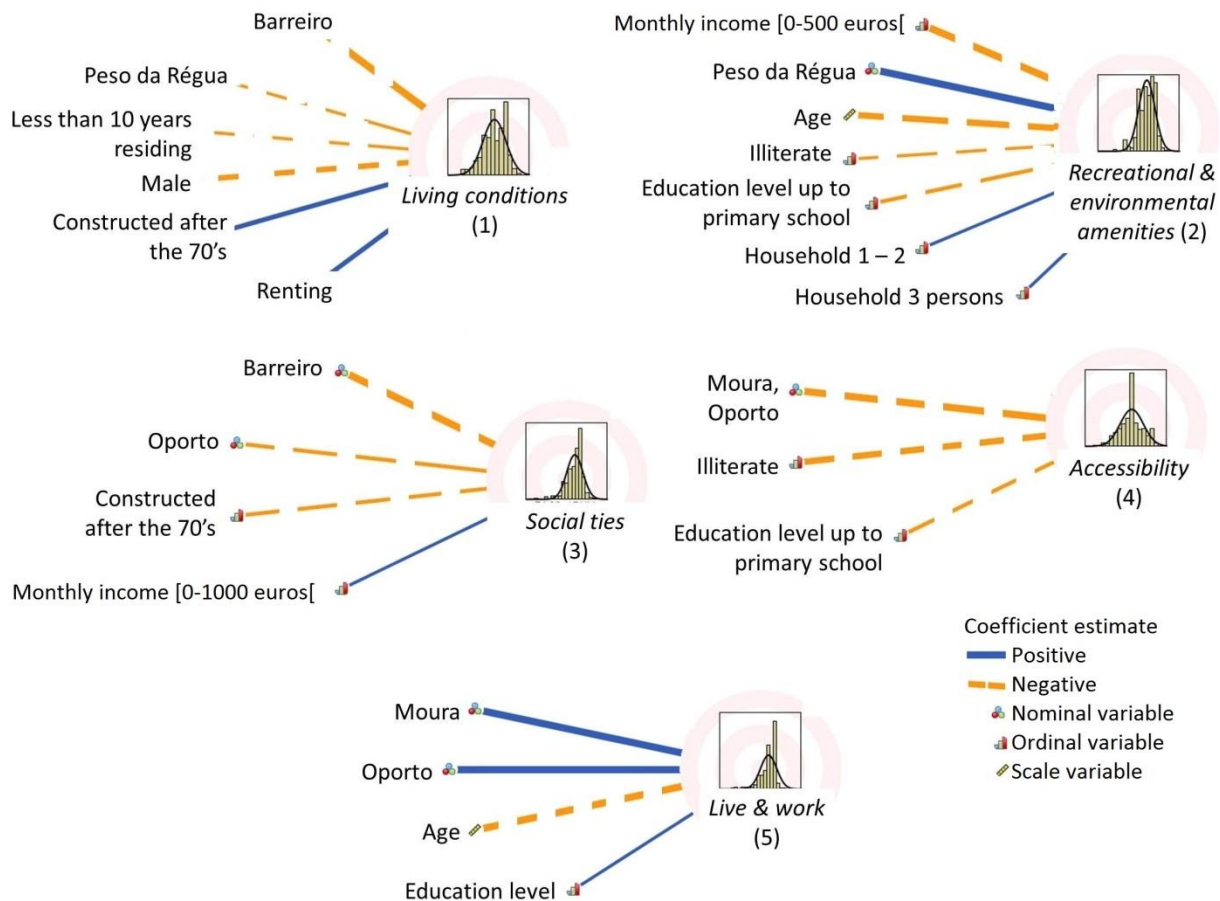 Barreiro
Peso da Régua
Less than 10 years
residing
Male
Constructed after
the 70's
Renting
Living conditions
(1)
Monthly income [0-500 euros[
Peso da Régua
Age
Illiterate
Education level up to
primary school
Household 1 – 2
Household 3 persons
Recreational &
environmental
amenities (2)
Barreiro
Oporto
Constructed
after the 70's
Monthly income [0-1000 euros[
Social ties
(3)
Moura,
Oporto
Illiterate
Education level up to
primary school
Accessibility
(4)
Moura
Oporto
Age
Education level
Live & work
(5)
Coefficient estimate
Positive
Negative
Nominal variable
Ordinal variable
Scale variable